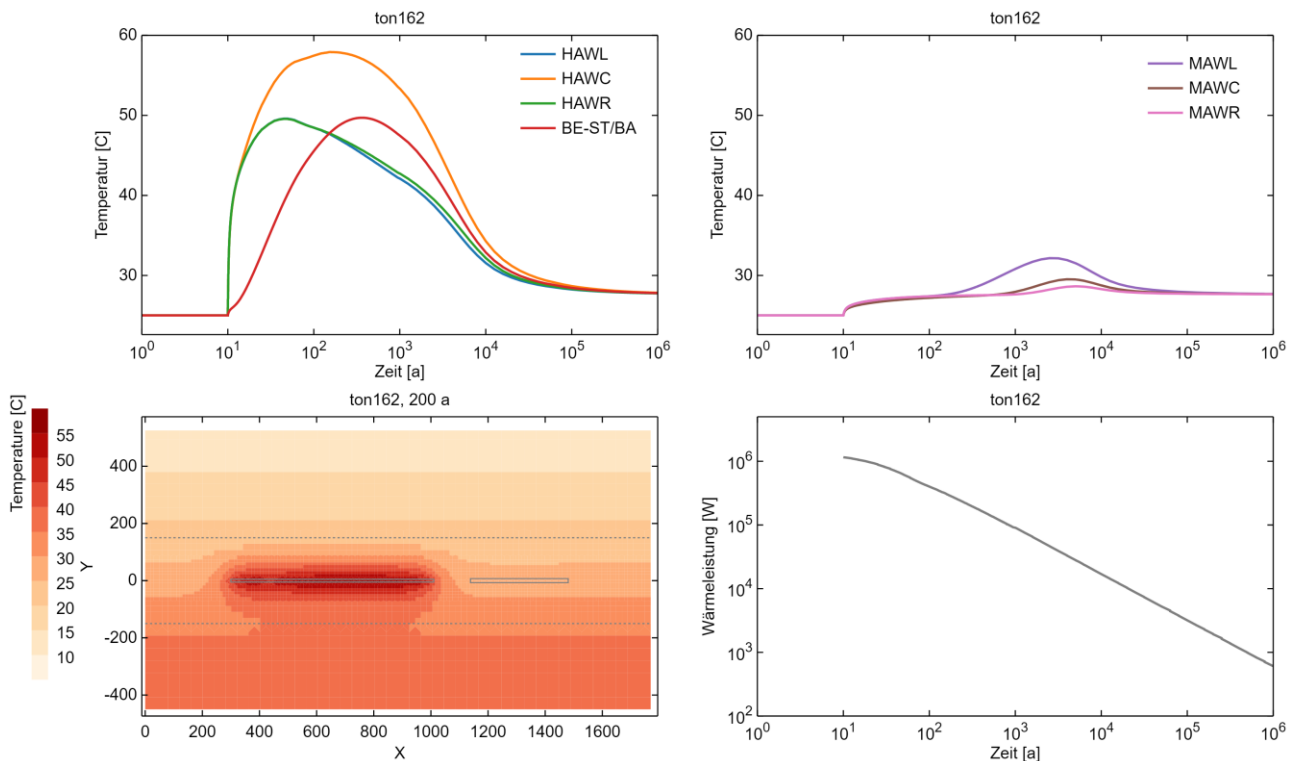 ton162
60
50
40
30
Temperatur [C]
HAWL
HAWC
HAWR
BE-ST/BA
10^0 10^1 10^2 10^3 10^4 10^5 10^6
Zeit [a]
ton162
60
50
40
30
Temperatur [C]
MAWL
MAWC
MAWR
10^0 10^1 10^2 10^3 10^4 10^5 10^6
Zeit [a]
Temperature [C]
55
50
45
40
35
30
25
20
15
10
ton162, 200 a
400
200
0
-200
-400
Y
0 200 400 600 800 1000 1200 1400 1600
X
ton162
10^6
10^5
10^4
10^3
10^2
Wärmeleistung [W]
10^0 10^1 10^2 10^3 10^4 10^5 10^6
Zeit [a]